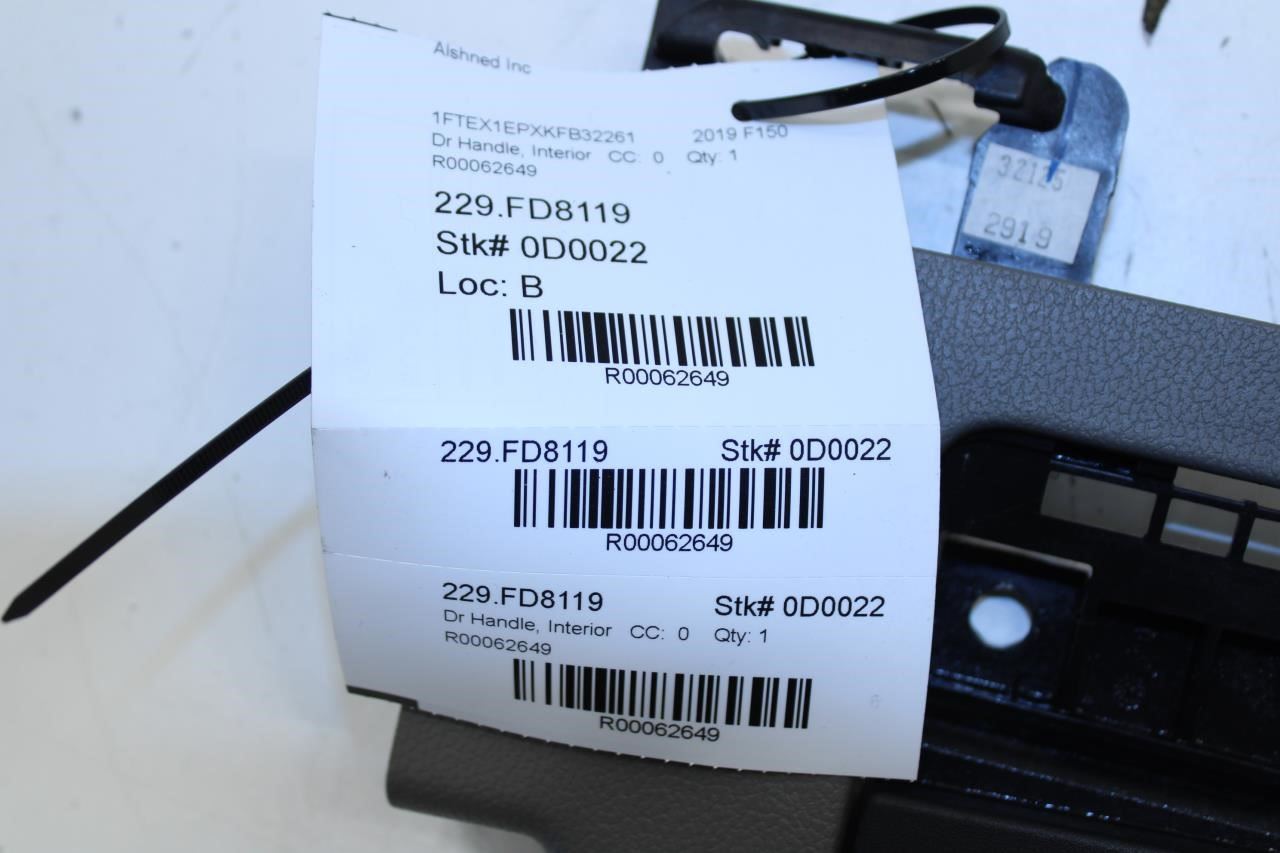 Alshned Inc
1FTEX1EPXKFB32261 2019 F150
Dr Handle, Interior CC: 0 Qty: 1
R00062649
229.FD8119
Stk# 0D0022
Loc: B
R00062649
229.FD8119 Stk# 0D0022
R00062649
229.FD8119 Stk# 0D0022
Dr Handle, Interior CC: 0 Qty: 1
R00062649
R00062649
32125
2919